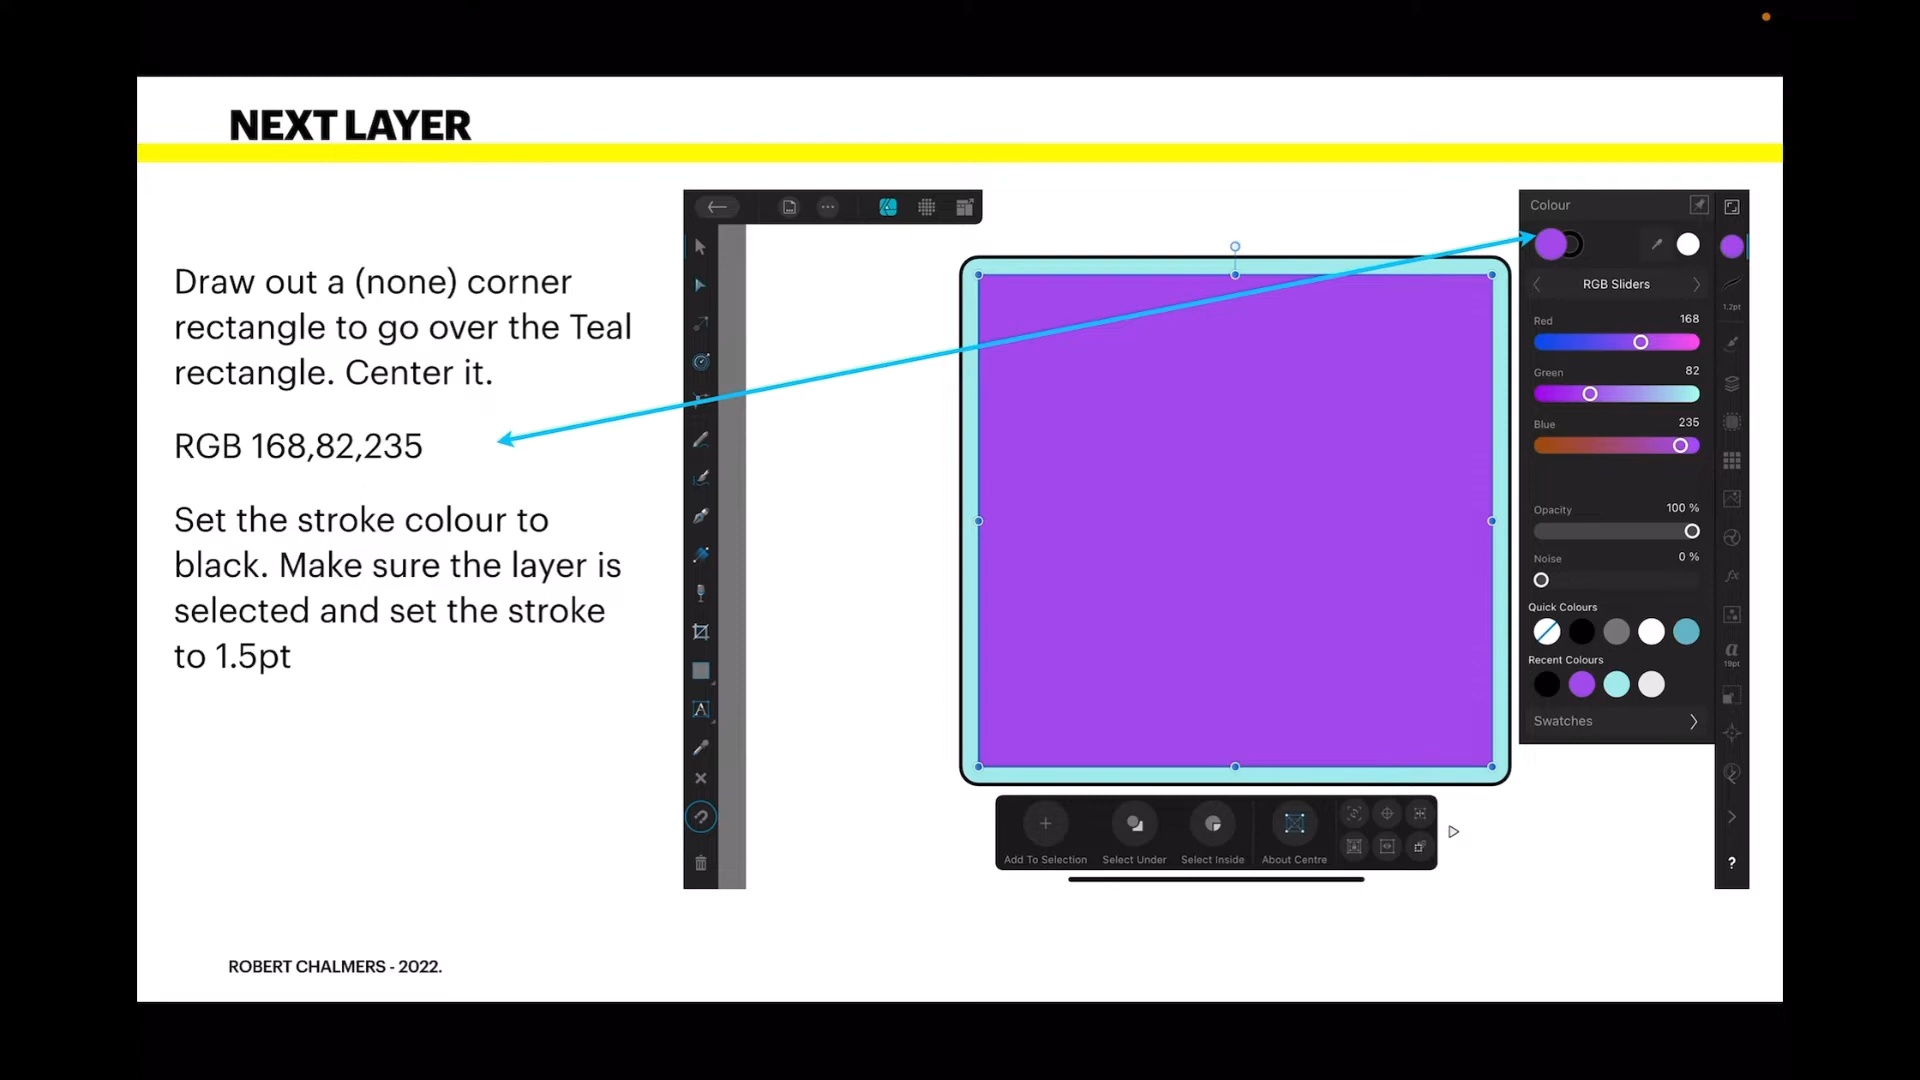 NEXT LAYER
Draw out a (none) corner
rectangle to go over the Teal
rectangle. Center it.
RGB 168,82,235
Set the stroke colour to
black. Make sure the layer is
selected and set the stroke
to 1.5pt
Colour
RGB Sliders
1.2pt
Red 168
Green 82
Blue 235
Opacity 100 %
Noise 0 %
Quick Colours
Recent Colours
a
19pt
Swatches
A
Add To Selection
Select Under
Select Inside
About Centre
?
ROBERT CHALMERS - 2022.